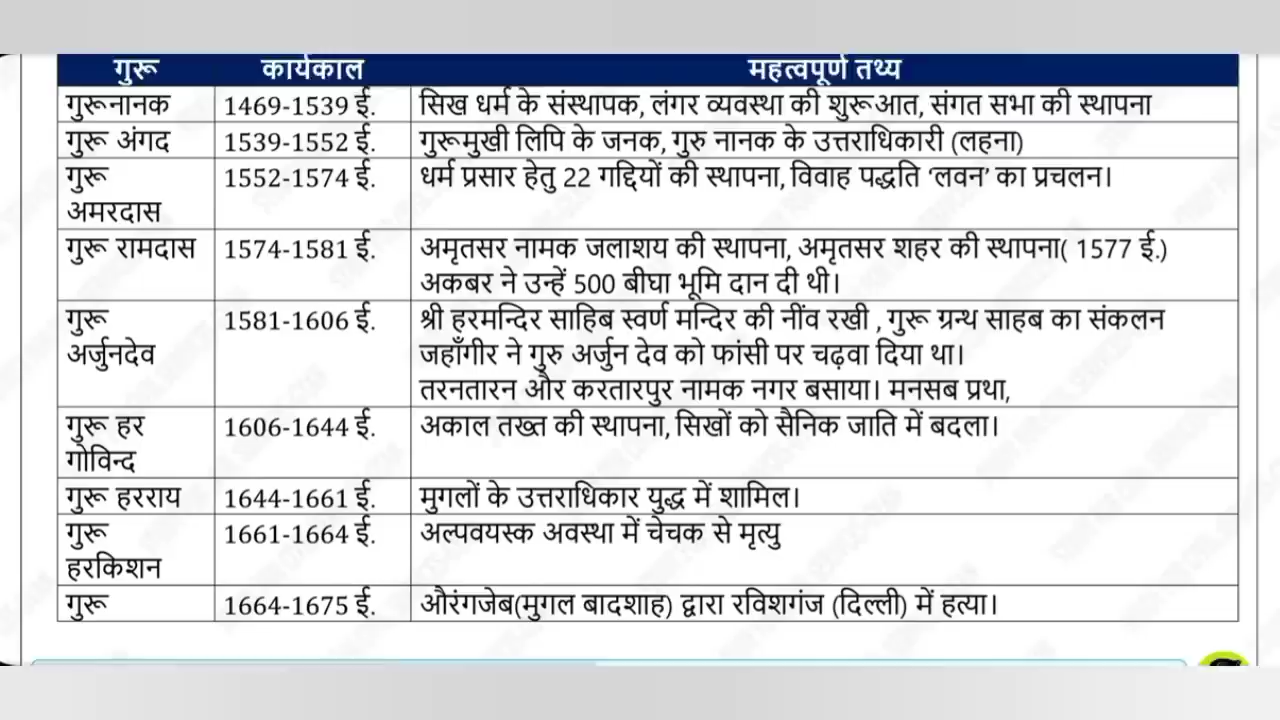 गुरू कार्यकाल महत्वपूर्ण तथ्य
गुरूनानक 1469-1539 ई. सिख धर्म के संस्थापक, लंगर व्यवस्था की शुरूआत, संगत सभा की स्थापना
गुरू अंगद 1539-1552 ई. गुरूमुखी लिपि के जनक, गुरु नानक के उत्तराधिकारी (लहना)
गुरू 1552-1574 ई. धर्म प्रसार हेतु 22 गद्दियों की स्थापना, विवाह पद्धति ‘लवन’ का प्रचलन।
अमरदास
गुरू रामदास 1574-1581 ई. अमृतसर नामक जलाशय की स्थापना, अमृतसर शहर की स्थापना( 1577 ई.)
अकबर ने उन्हें 500 बीघा भूमि दान दी थी।
गुरू 1581-1606 ई. श्री हरमन्दिर साहिब स्वर्ण मन्दिर की नींव रखी , गुरू ग्रन्थ साहब का संकलन
अर्जुनदेव जहाँगीर ने गुरु अर्जुन देव को फांसी पर चढ़वा दिया था।
तरनतारन और करतारपुर नामक नगर बसाया। मनसब प्रथा,
गुरू हर 1606-1644 ई. अकाल तख्त की स्थापना, सिखों को सैनिक जाति में बदला।
गोविन्द
गुरू हरराय 1644-1661 ई. मुगलों के उत्तराधिकार युद्ध में शामिल।
गुरू 1661-1664 ई. अल्पवयस्क अवस्था में चेचक से मृत्यु
हरकिशन
गुरू 1664-1675 ई. औरंगजेब(मुगल बादशाह) द्वारा रविशगंज (दिल्ली) में हत्या।